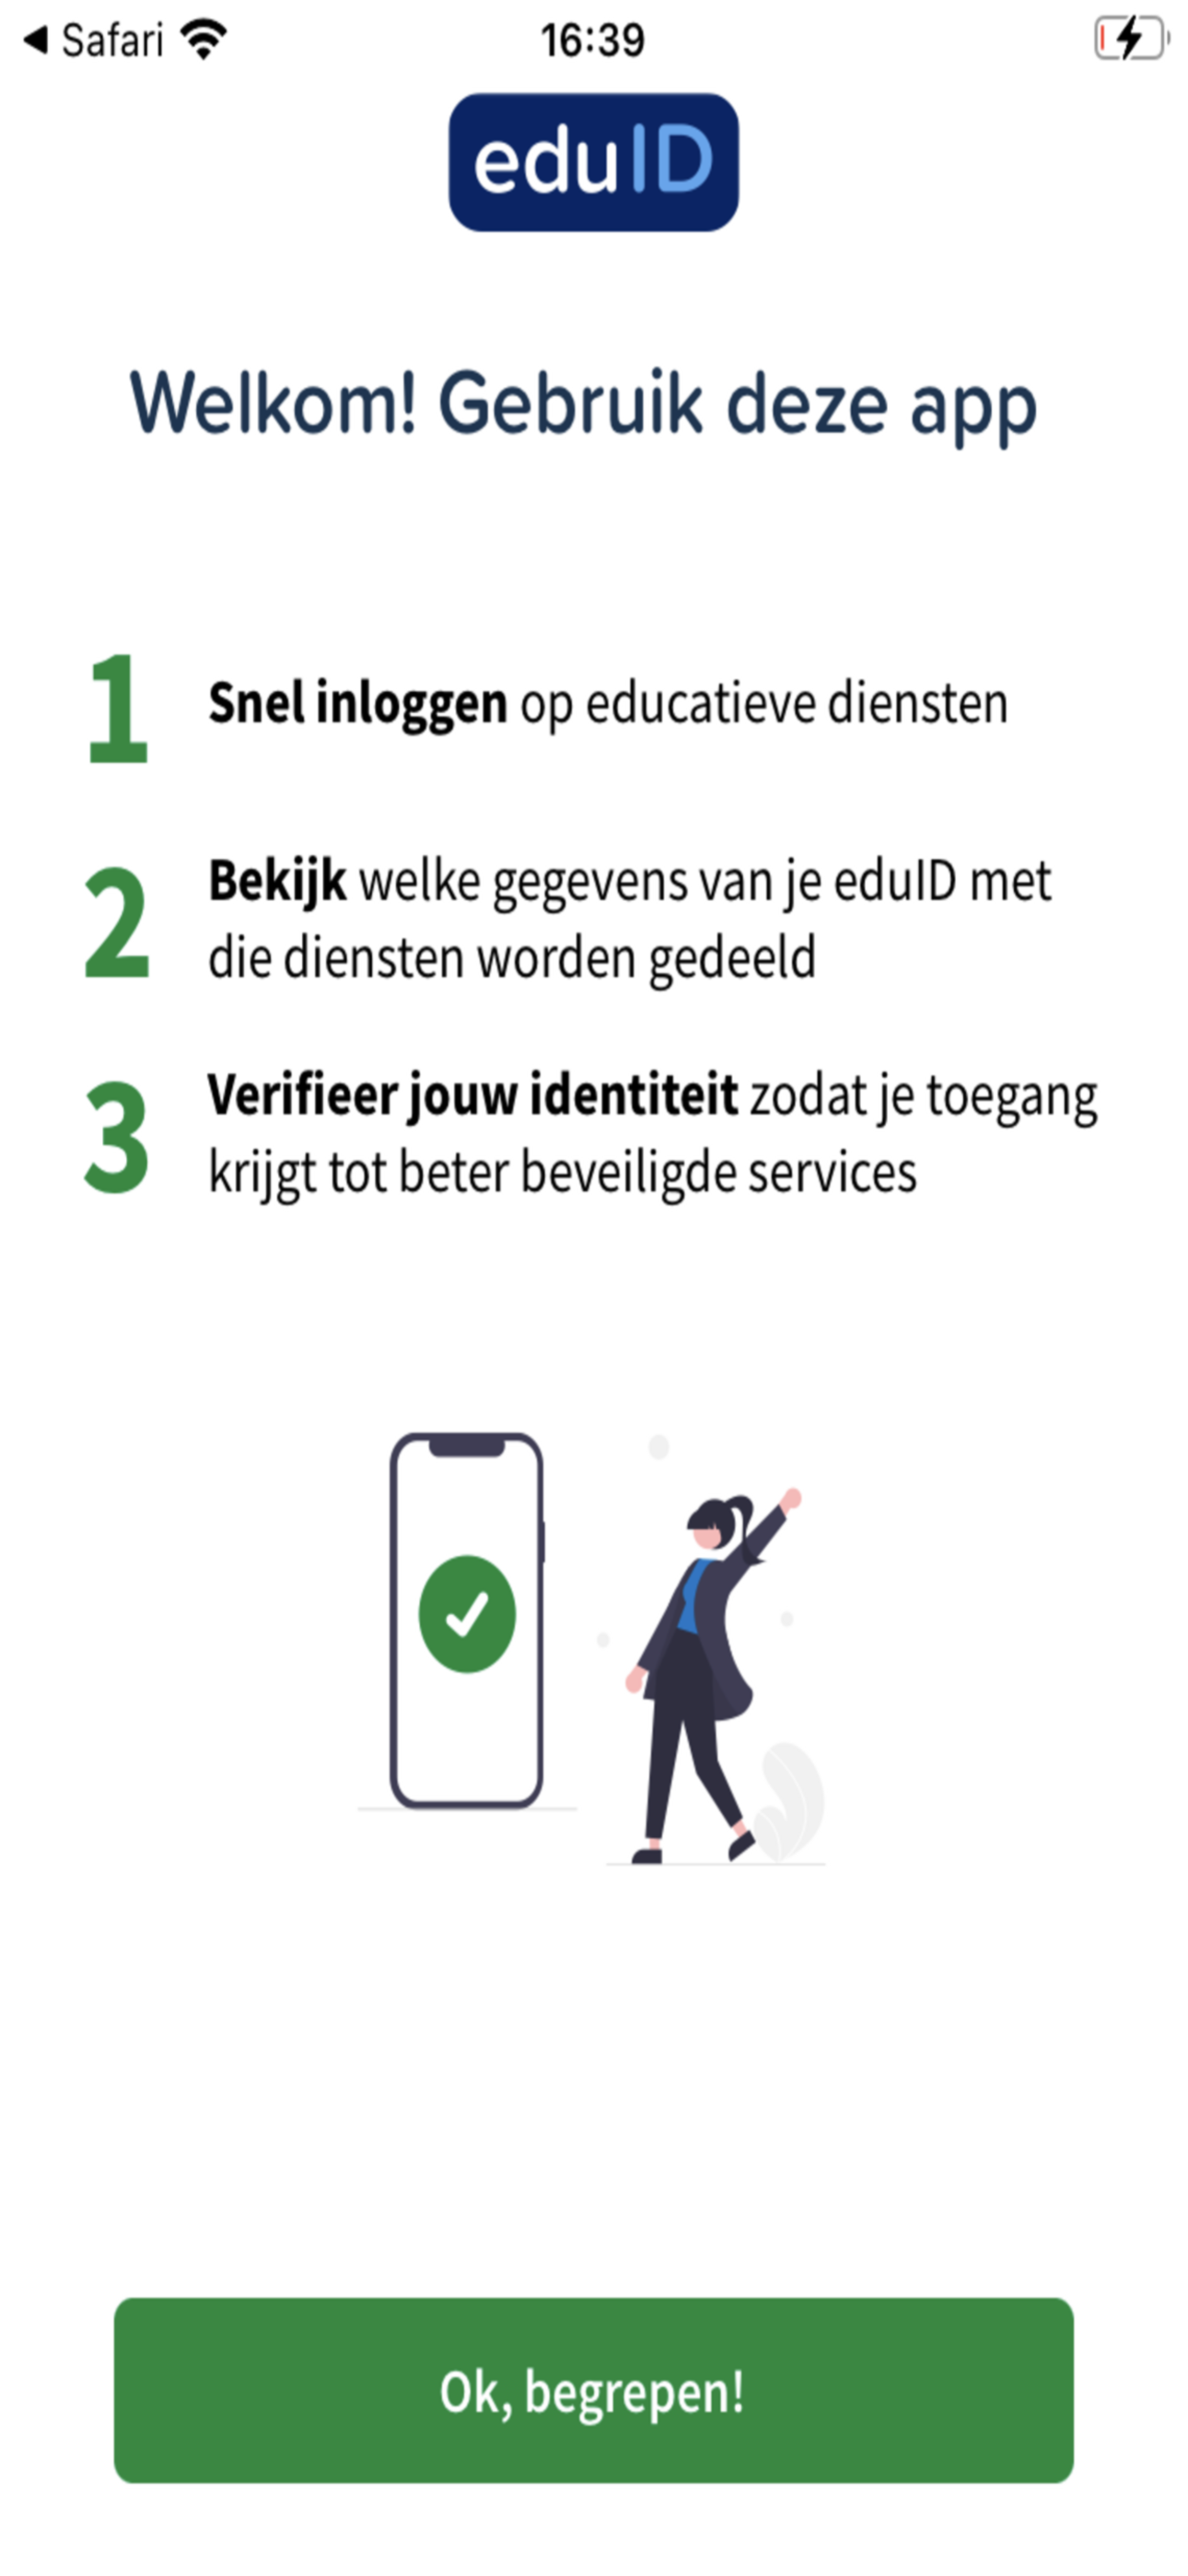 Safari 16:39
eduID
Welkom! Gebruik deze app
1 Snel inloggen op educatieve diensten
2 Bekijk welke gegevens van je eduID met
die diensten worden gedeeld
3 Verifieer jouw identiteit zodat je toegang
krijgt tot beter beveiligde services
Ok, begrepen!